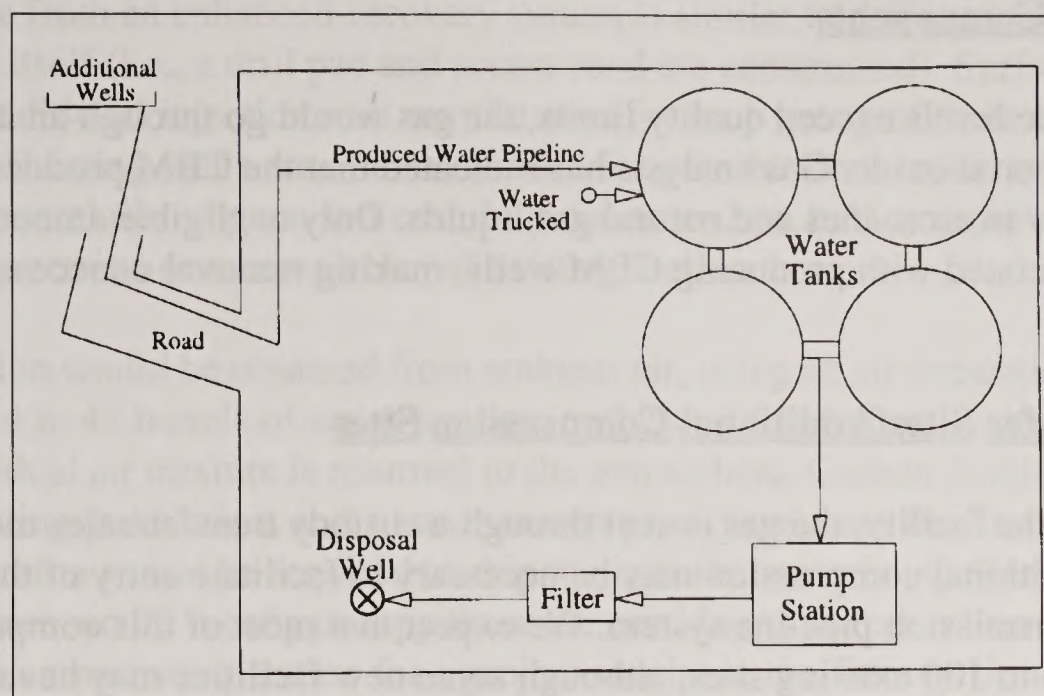 Additional
Wells
Produced Water Pipeline
Water
Trucked
Water
Tanks
Road
Disposal
Well
Filter
Pump
Station